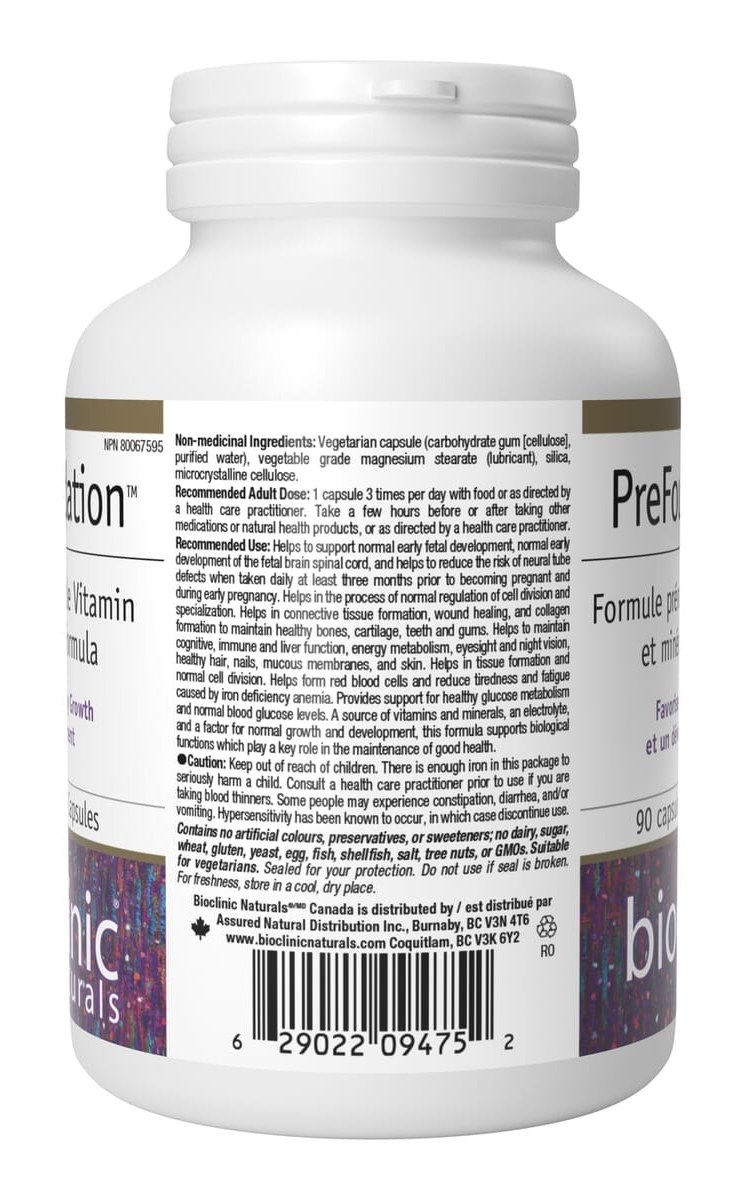 NPN 80067595
lation™
e Vitamin
ormula
Growth
ent
apsules
nic®
urals
Non-medicinal Ingredients: Vegetarian capsule (carbohydrate gum [cellulose],
purified water), vegetable grade magnesium stearate (lubricant), silica,
microcrystalline cellulose.
Recommended Adult Dose: 1 capsule 3 times per day with food or as directed by
a health care practitioner. Take a few hours before or after taking other
medications or natural health products, or as directed by a health care practitioner.
Recommended Use: Helps to support normal early fetal development, normal early
development of the fetal brain spinal cord, and helps to reduce the risk of neural tube
defects when taken daily at least three months prior to becoming pregnant and
during early pregnancy. Helps in the process of normal regulation of cell division and
specialization. Helps in connective tissue formation, wound healing, and collagen
formation to maintain healthy bones, cartilage, teeth and gums. Helps to maintain
cognitive, immune and liver function, energy metabolism, eyesight and night vision,
healthy hair, nails, mucous membranes, and skin. Helps in tissue formation and
normal cell division. Helps form red blood cells and reduce tiredness and fatigue
caused by iron deficiency anemia. Provides support for healthy glucose metabolism
and normal blood glucose levels. A source of vitamins and minerals, an electrolyte,
and a factor for normal growth and development, this formula supports biological
functions which play a key role in the maintenance of good health.
●Caution: Keep out of reach of children. There is enough iron in this package to
seriously harm a child. Consult a health care practitioner prior to use if you are
taking blood thinners. Some people may experience constipation, diarrhea, and/or
vomiting. Hypersensitivity has been known to occur, in which case discontinue use.
Contains no artificial colours, preservatives, or sweeteners; no dairy, sugar,
wheat, gluten, yeast, egg, fish, shellfish, salt, tree nuts, or GMOs. Suitable
for vegetarians. Sealed for your protection. Do not use if seal is broken.
For freshness, store in a cool, dry place.
Bioclinic Naturals®/MD Canada is distributed by / est distribué par
Assured Natural Distribution Inc., Burnaby, BC V3N 4T6
www.bioclinicnaturals.com Coquitlam, BC V3K 6Y2
R0
6 29022 09475 2
PreFou
Formule pré
et miné
Favorise
et un dé
90 capsu
bio